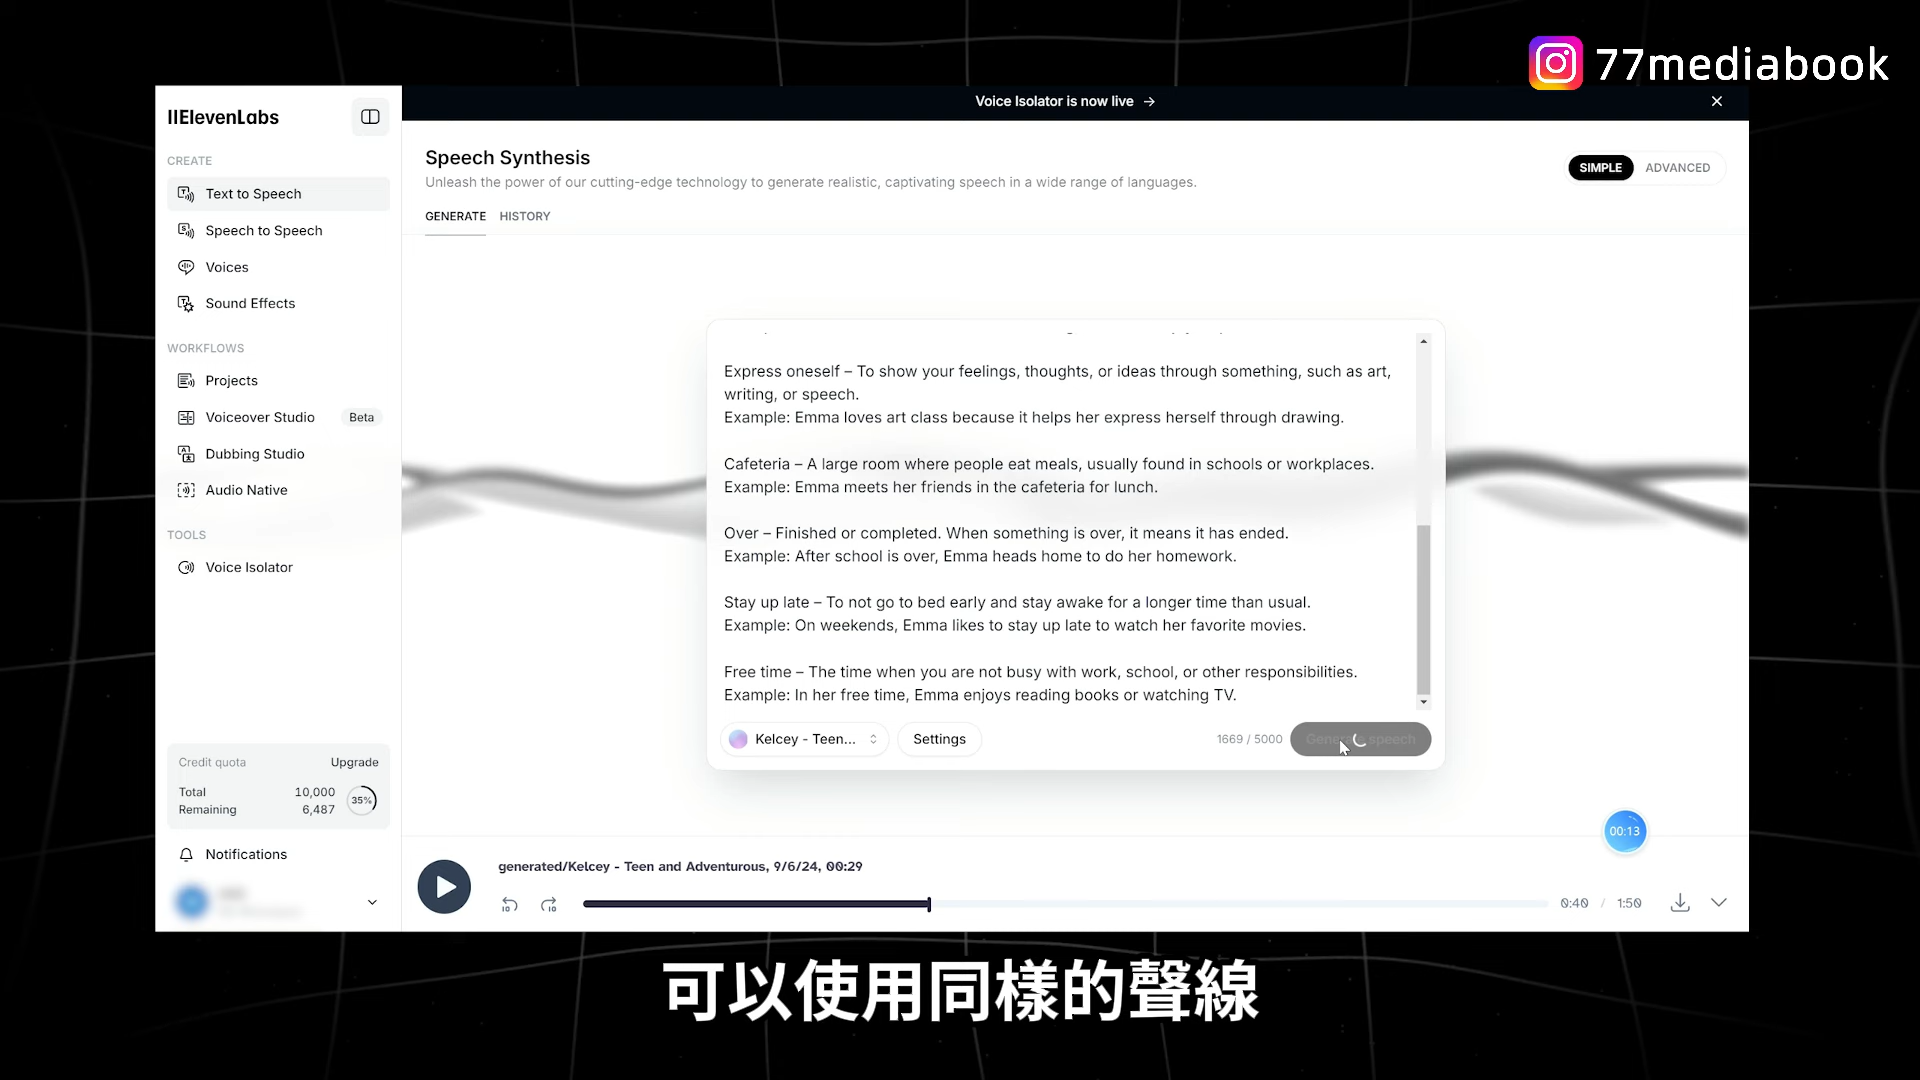 77mediabook
IIElevenLabs
Voice Isolator is now live →
CREATE
Text to Speech
Speech to Speech
Voices
Sound Effects
WORKFLOWS
Projects
Voiceover Studio Beta
Dubbing Studio
Audio Native
TOOLS
Voice Isolator
Credit quota Upgrade
Total 10,000
Remaining 6,487
35%
Notifications
Speech Synthesis
Unleash the power of our cutting-edge technology to generate realistic, captivating speech in a wide range of languages.
SIMPLE ADVANCED
GENERATE HISTORY
Express oneself – To show your feelings, thoughts, or ideas through something, such as art,
writing, or speech.
Example: Emma loves art class because it helps her express herself through drawing.
Cafeteria – A large room where people eat meals, usually found in schools or workplaces.
Example: Emma meets her friends in the cafeteria for lunch.
Over – Finished or completed. When something is over, it means it has ended.
Example: After school is over, Emma heads home to do her homework.
Stay up late – To not go to bed early and stay awake for a longer time than usual.
Example: On weekends, Emma likes to stay up late to watch her favorite movies.
Free time – The time when you are not busy with work, school, or other responsibilities.
Example: In her free time, Emma enjoys reading books or watching TV.
Kelcey - Teen... Settings 1669 / 5000 Generate speech
00:13
generated/Kelcey - Teen and Adventurous, 9/6/24, 00:29
10 10 0:40 / 1:50
可以使用同樣的聲線